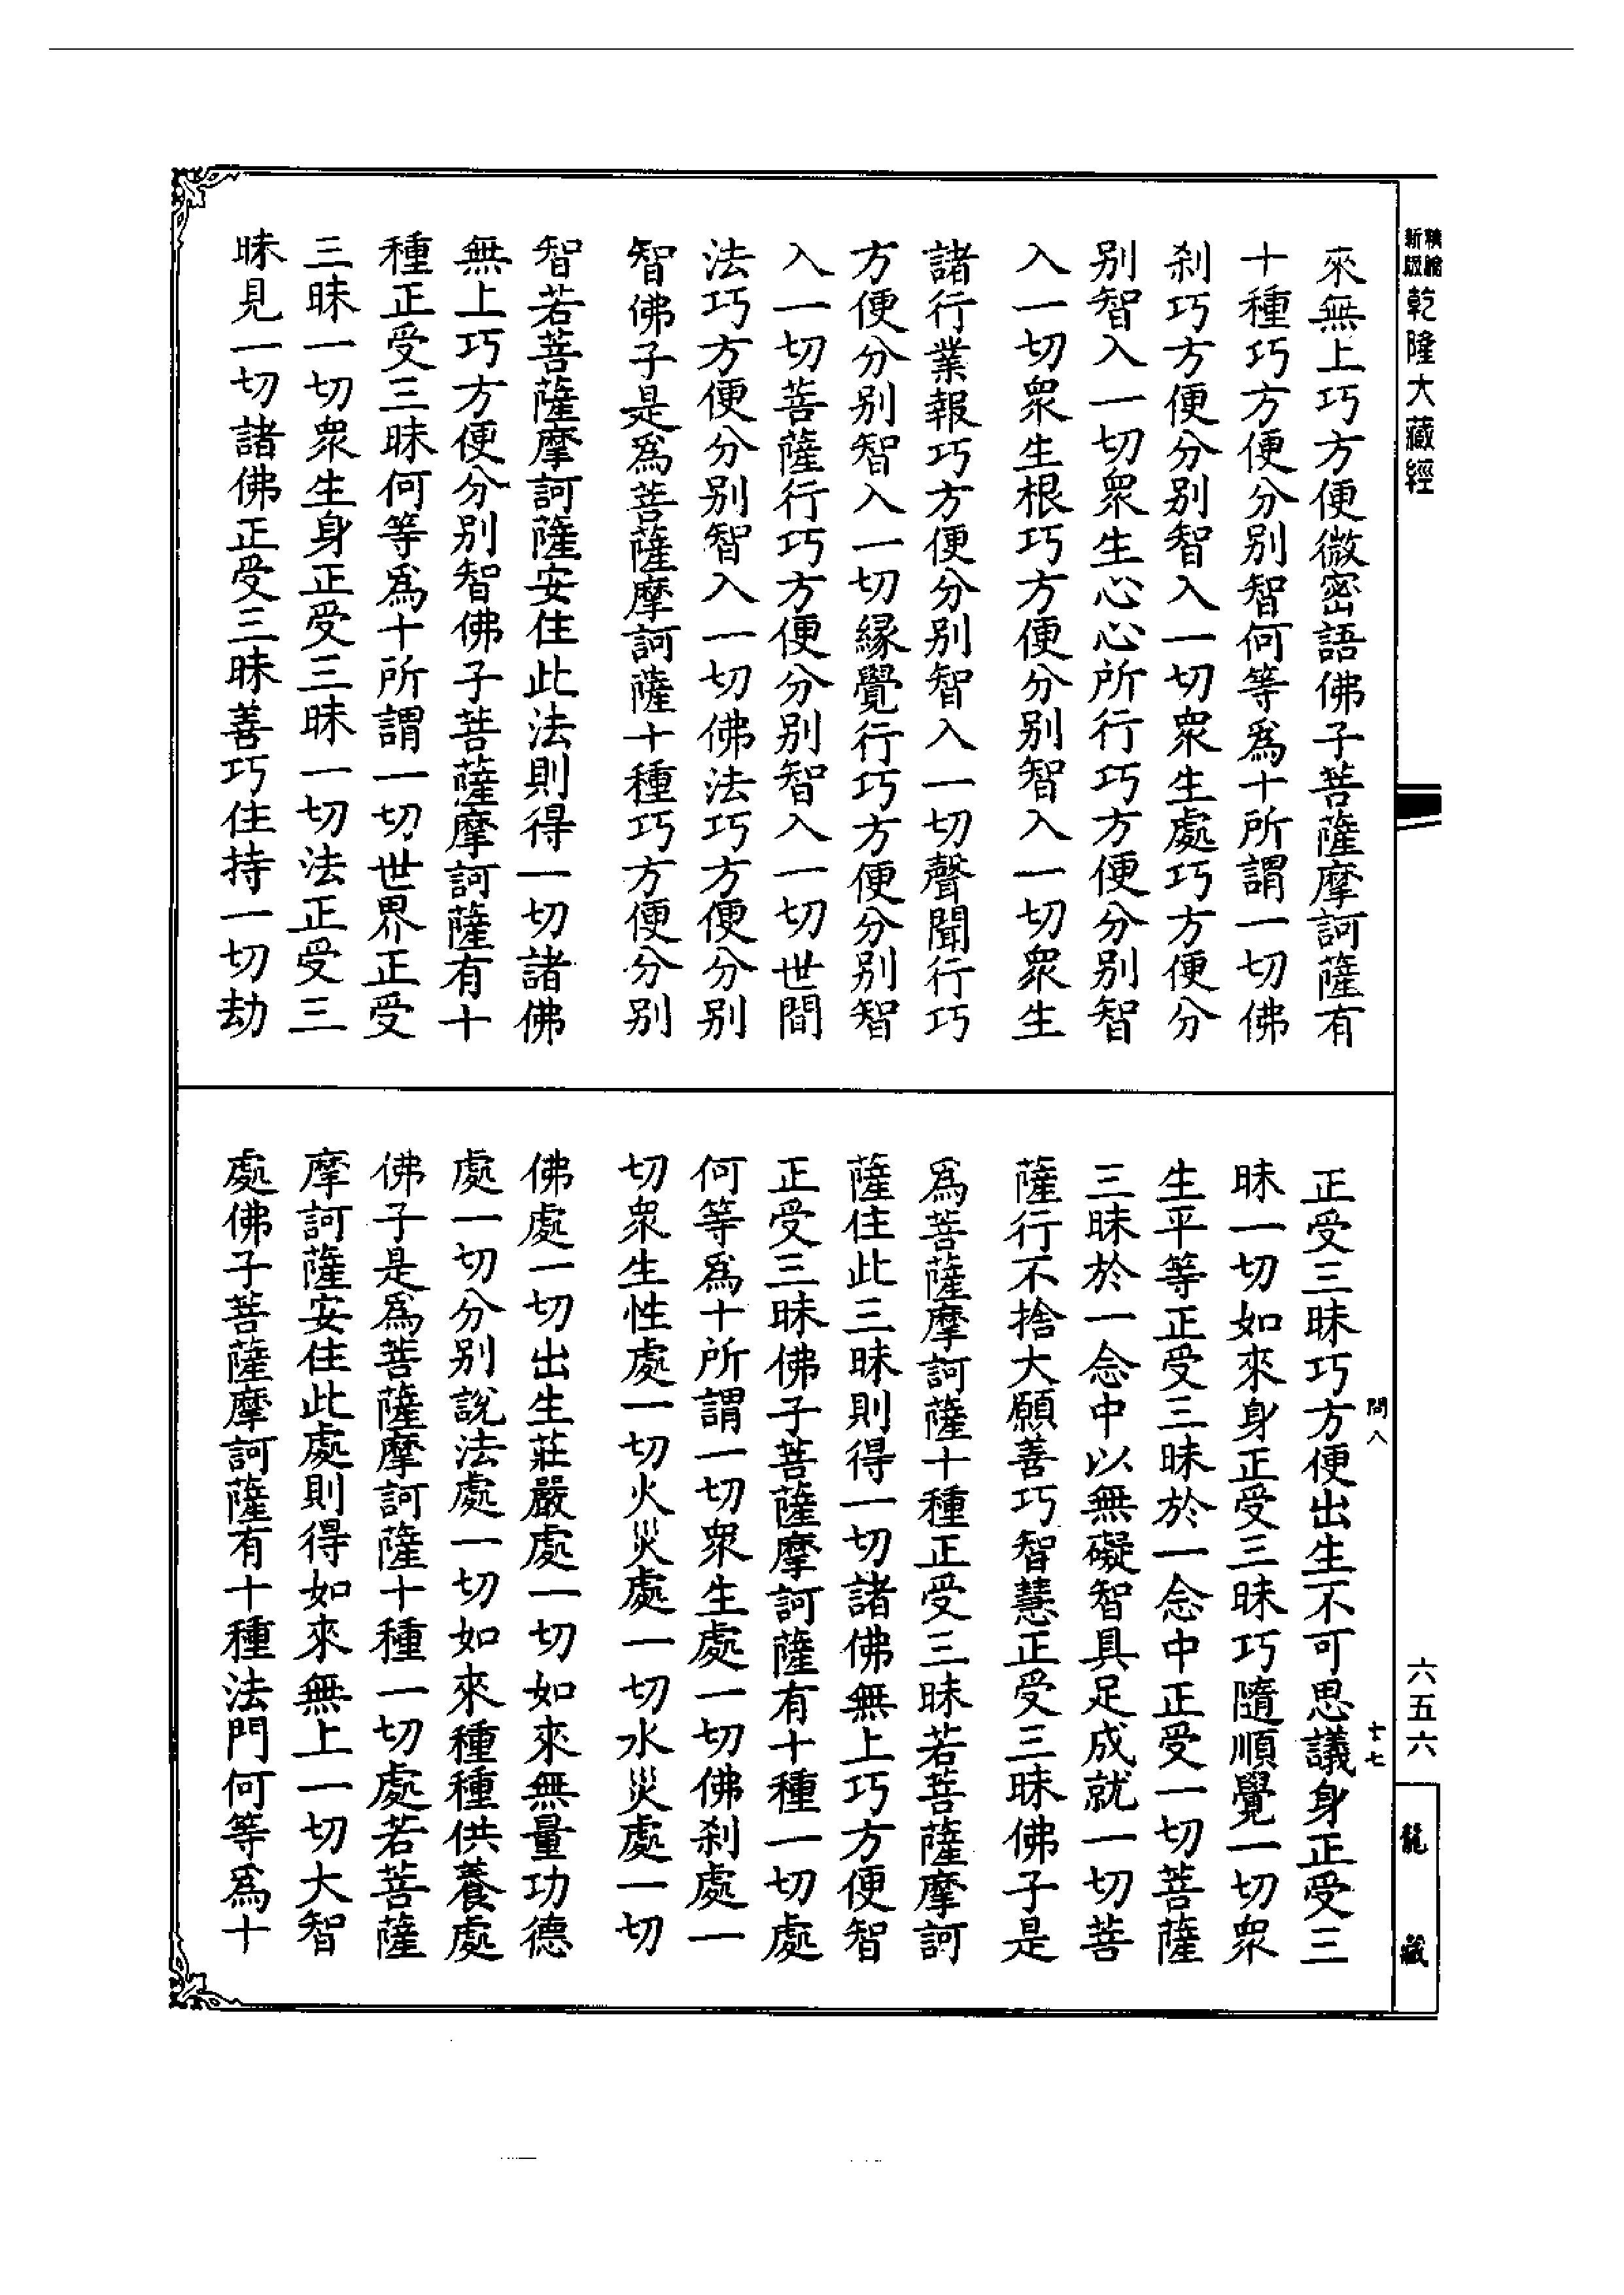 新版
精繪
乾隆大藏經
來無上巧方便微密語佛子菩薩摩訶薩有
十種巧方便分別智何等爲十所謂一切佛
刹巧方便分別智入一切衆生處巧方便分
別智入一切衆生心心所行巧方便分別智
入一切衆生根巧方便分別智入一切衆生
諸行業報巧方便分別智入一切聲聞行巧
方便分別智入一切緣覺行巧方便分別智
入一切菩薩行巧方便分別智入一切世間
法巧方便分別智入一切佛法巧方便分別
智佛子是爲菩薩摩訶薩十種巧方便分別
智若菩薩摩訶薩安住此法則得一切諸佛
無上巧方便分別智佛子菩薩摩訶薩有十
種正受三昧何等爲十所謂一切世界正受
三昧一切衆生身正受三昧一切法正受三
昧見一切諸佛正受三昧善巧住持一切劫
正受三昧巧方便出生不可思議身正受三
昧一切如來身正受三昧巧隨順覺一切衆
生平等正受三昧於一念中正受一切菩薩
三昧於一念中以無礙智具足成就一切菩
薩行不捨大願善巧智慧正受三昧佛子是
爲菩薩摩訶薩十種正受三昧若菩薩摩訶
薩住此三昧則得一切諸佛無上巧方便智
正受三昧佛子菩薩摩訶薩有十種一切處
何等爲十所謂一切衆生處一切佛刹處一
切衆生性處一切火災處一切水災處一切
佛處一切出生莊嚴處一切如來無量功德
處一切分別說法處一切如來種種供養處
佛子是爲菩薩摩訶薩十種一切處若菩薩
摩訶薩安住此處則得如來無上一切大智
處佛子菩薩摩訶薩有十種法門何等爲十
問八
十七
六五六
龍藏